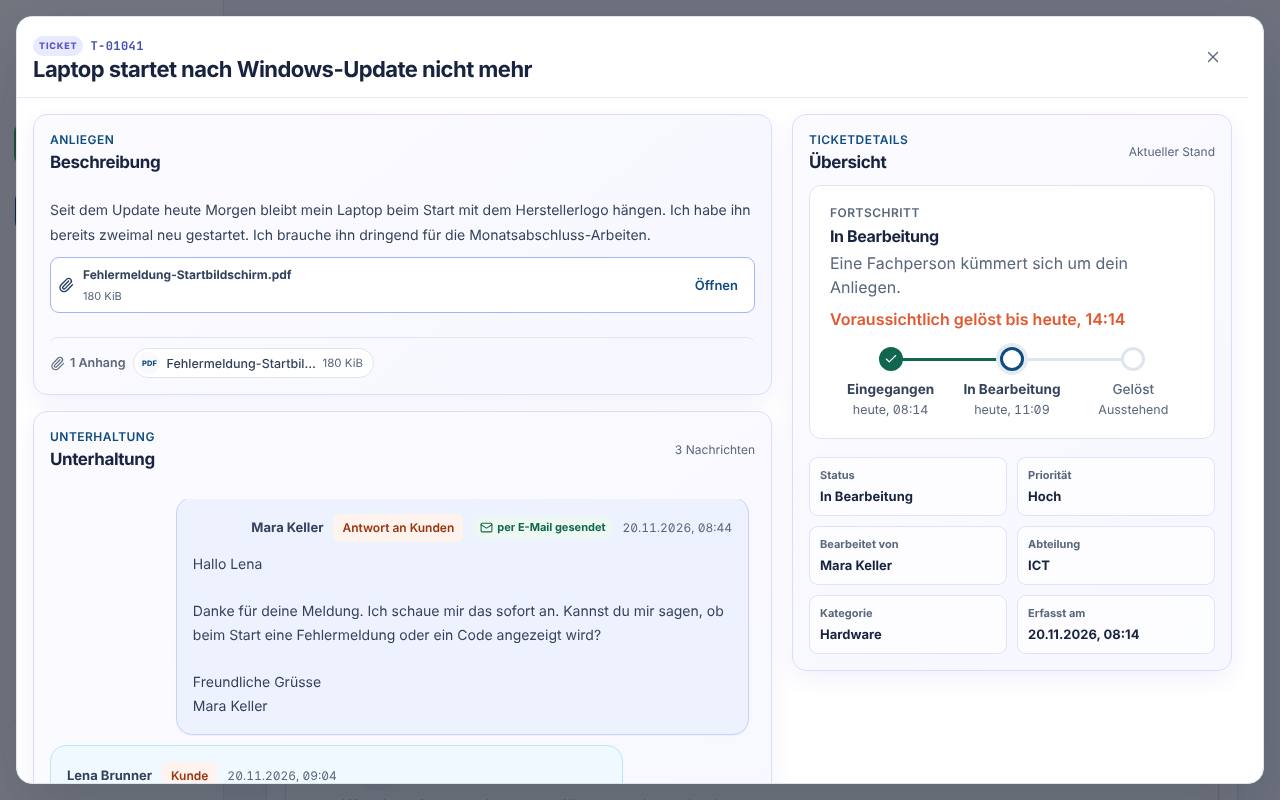 TICKET T-01041
Laptop startet nach Windows-Update nicht mehr
ANLIEGEN
Beschreibung
Seit dem Update heute Morgen bleibt mein Laptop beim Start mit dem Herstellerlogo hängen. Ich habe ihn
bereits zweimal neu gestartet. Ich brauche ihn dringend für die Monatsabschluss-Arbeiten.
Fehlermeldung-Startbildschirm.pdf
180 KiB
Öffnen
1 Anhang PDF Fehlermeldung-Startbil... 180 KiB
UNTERHALTUNG
Unterhaltung
3 Nachrichten
Mara Keller Antwort an Kunden per E-Mail gesendet 20.11.2026, 08:44
Hallo Lena
Danke für deine Meldung. Ich schaue mir das sofort an. Kannst du mir sagen, ob
beim Start eine Fehlermeldung oder ein Code angezeigt wird?
Freundliche Grüsse
Mara Keller
Lena Brunner Kunde 20.11.2026, 09:04
TICKETDETAILS
Übersicht
Aktueller Stand
FORTSCHRITT
In Bearbeitung
Eine Fachperson kümmert sich um dein
Anliegen.
Voraussichtlich gelöst bis heute, 14:14
Eingegangen In Bearbeitung Gelöst
heute, 08:14 heute, 11:09 Ausstehend
Status
In Bearbeitung
Priorität
Hoch
Bearbeitet von
Mara Keller
Abteilung
ICT
Kategorie
Hardware
Erfasst am
20.11.2026, 08:14